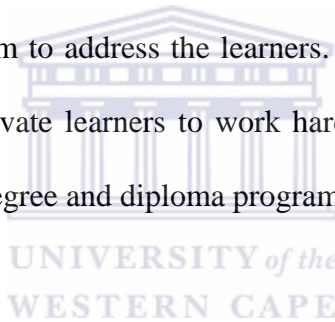 m to address the learners.
vate learners to work hard
egree and diploma program
UNIVERSITY of the
WESTERN CAPE